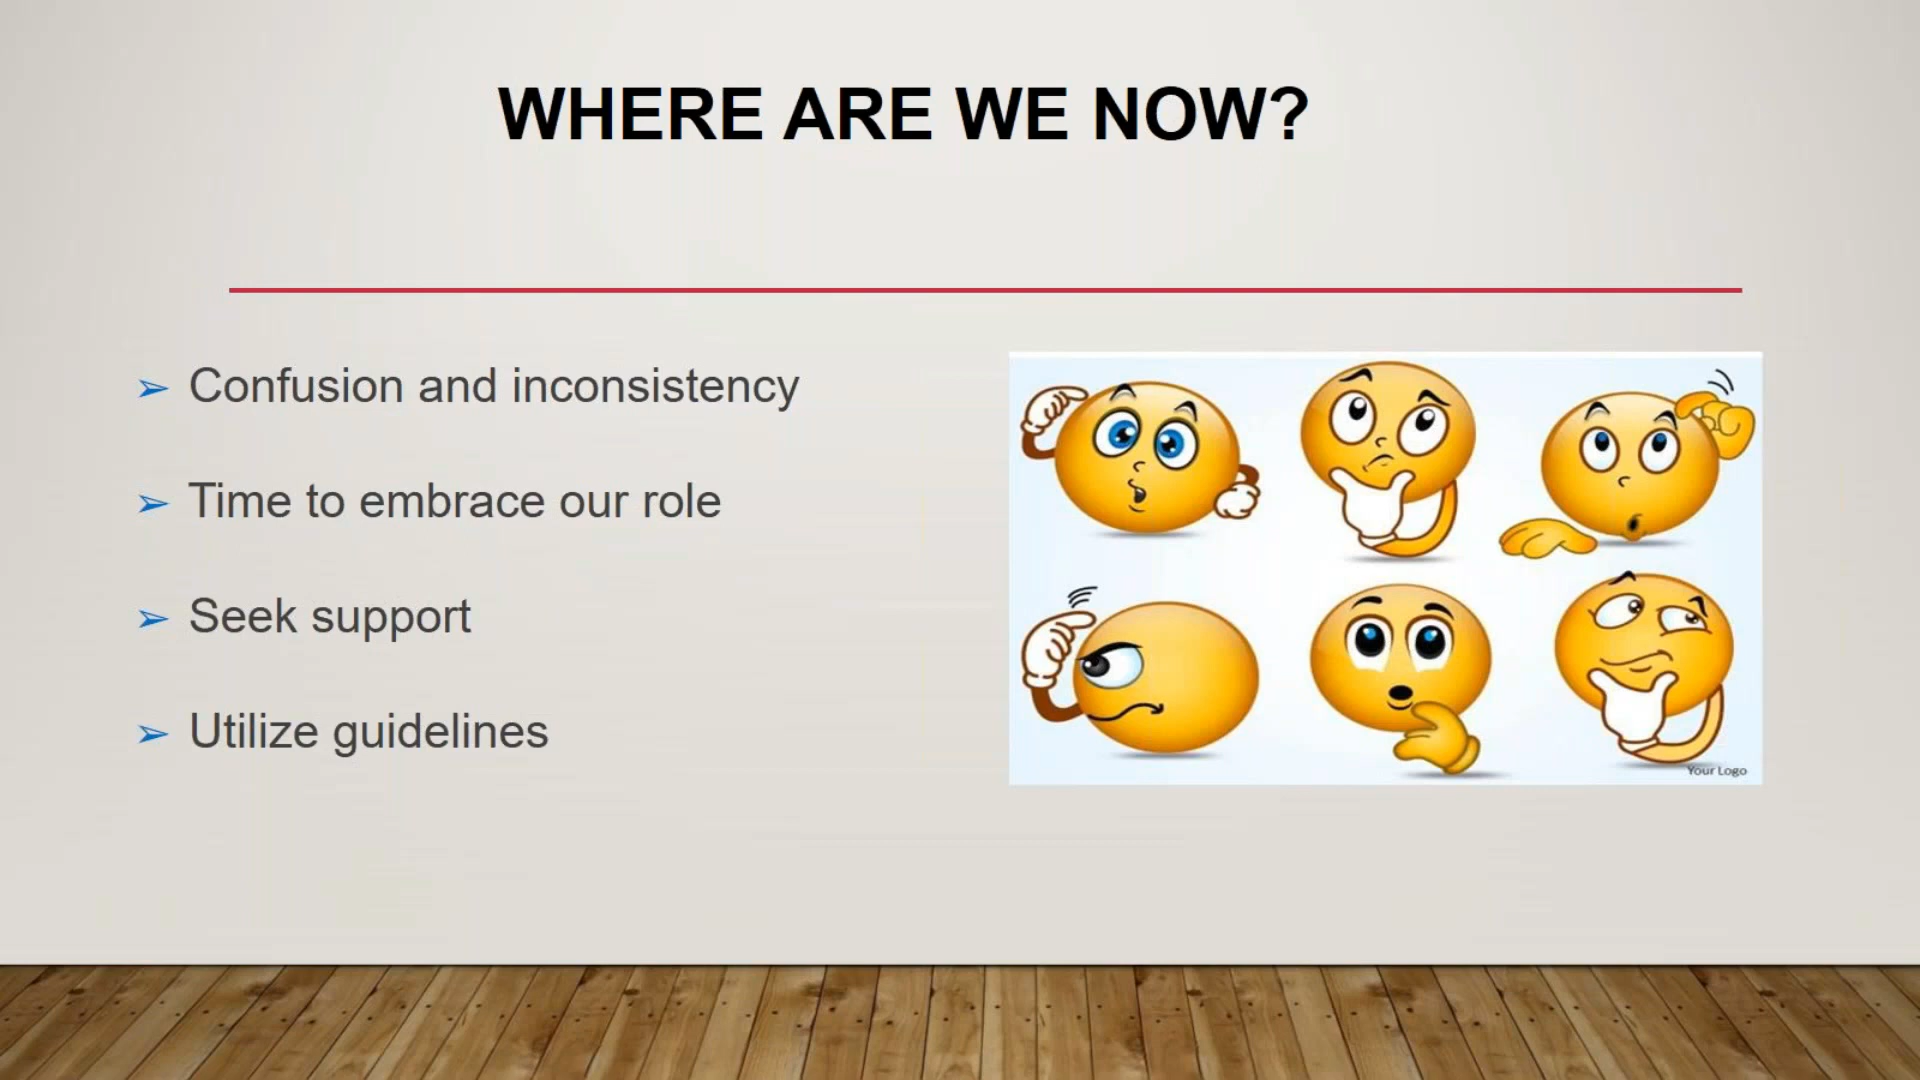 WHERE ARE WE NOW?
➢ Confusion and inconsistency
➢ Time to embrace our role
➢ Seek support
➢ Utilize guidelines
Your Logo